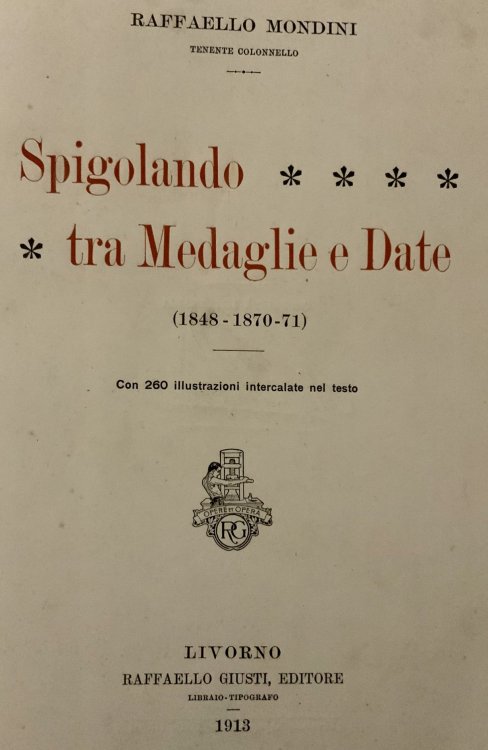 RAFFAELLO MONDINI
TENENTE COLONNELLO
Spigolando * * * *
* tra Medaglie e Date
(1848 - 1870-71)
Con 260 illustrazioni intercalate nel testo
OPERE ET OPERA
RG
LIVORNO
RAFFAELLO GIUSTI, EDITORE
LIBRAIO-TIPOGRAFO
1913